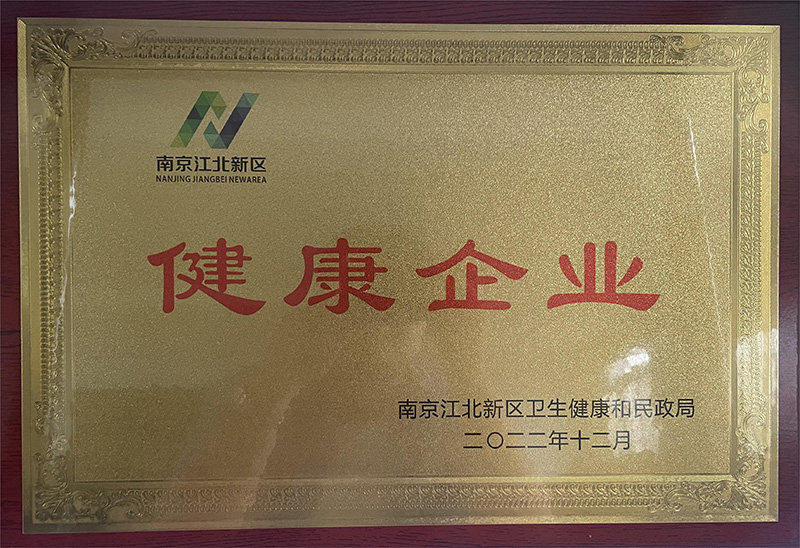 南京江北新区
NANJING JIANGBEI NEWAREA
健康企业
南京江北新区卫生健康和民政局
二〇二二年十二月